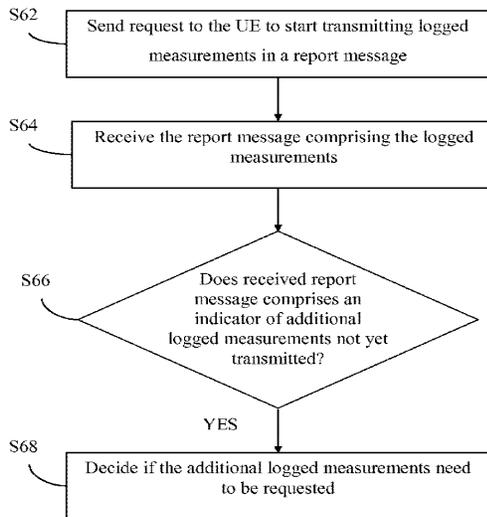 S62
Send request to the UE to start transmitting logged
measurements in a report message
S64
Receive the report message comprising the logged
measurements
S66
Does received report
message comprises an
indicator of additional
logged measurements not yet
transmitted?
YES
S68
Decide if the additional logged measurements need
to be requested